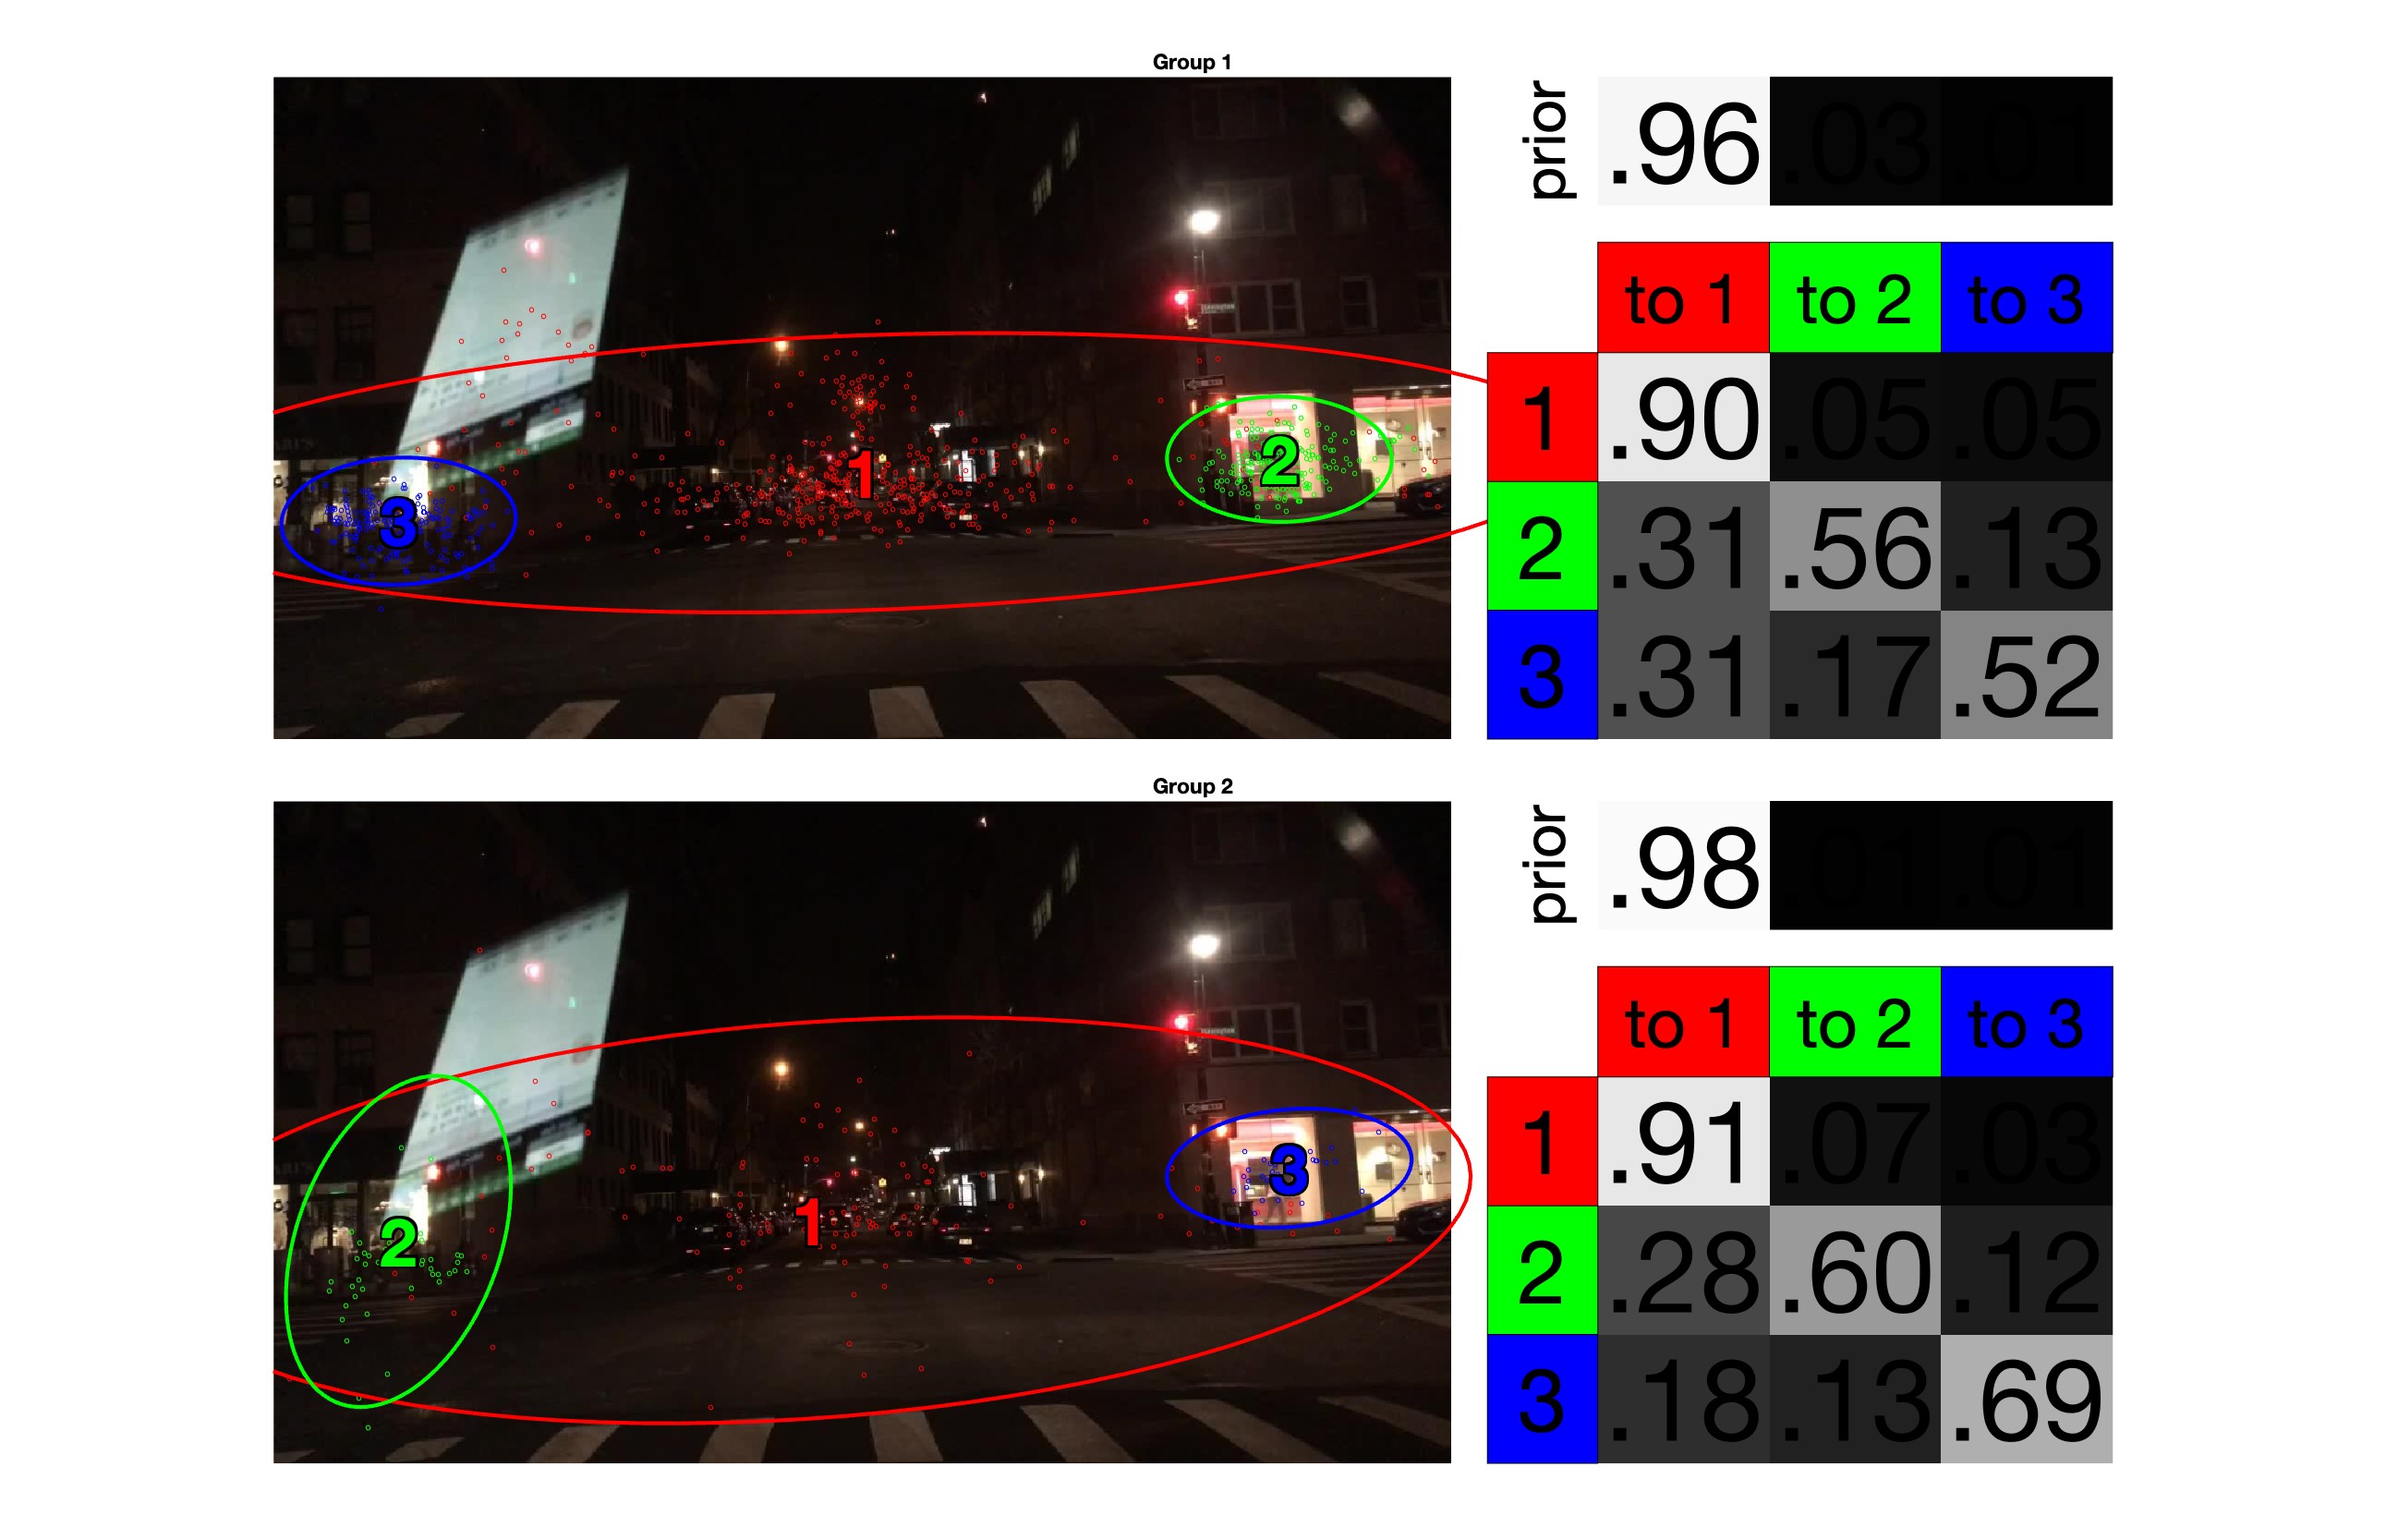 Group 1
prior .96 .03 .01
to 1 to 2 to 3
1 .90 .05 .05
2 .31 .56 .13
3 .31 .17 .52
1
2
3
Group 2
prior .98 .01 .01
to 1 to 2 to 3
1 .91 .07 .03
2 .28 .60 .12
3 .18 .13 .69
1
2
3